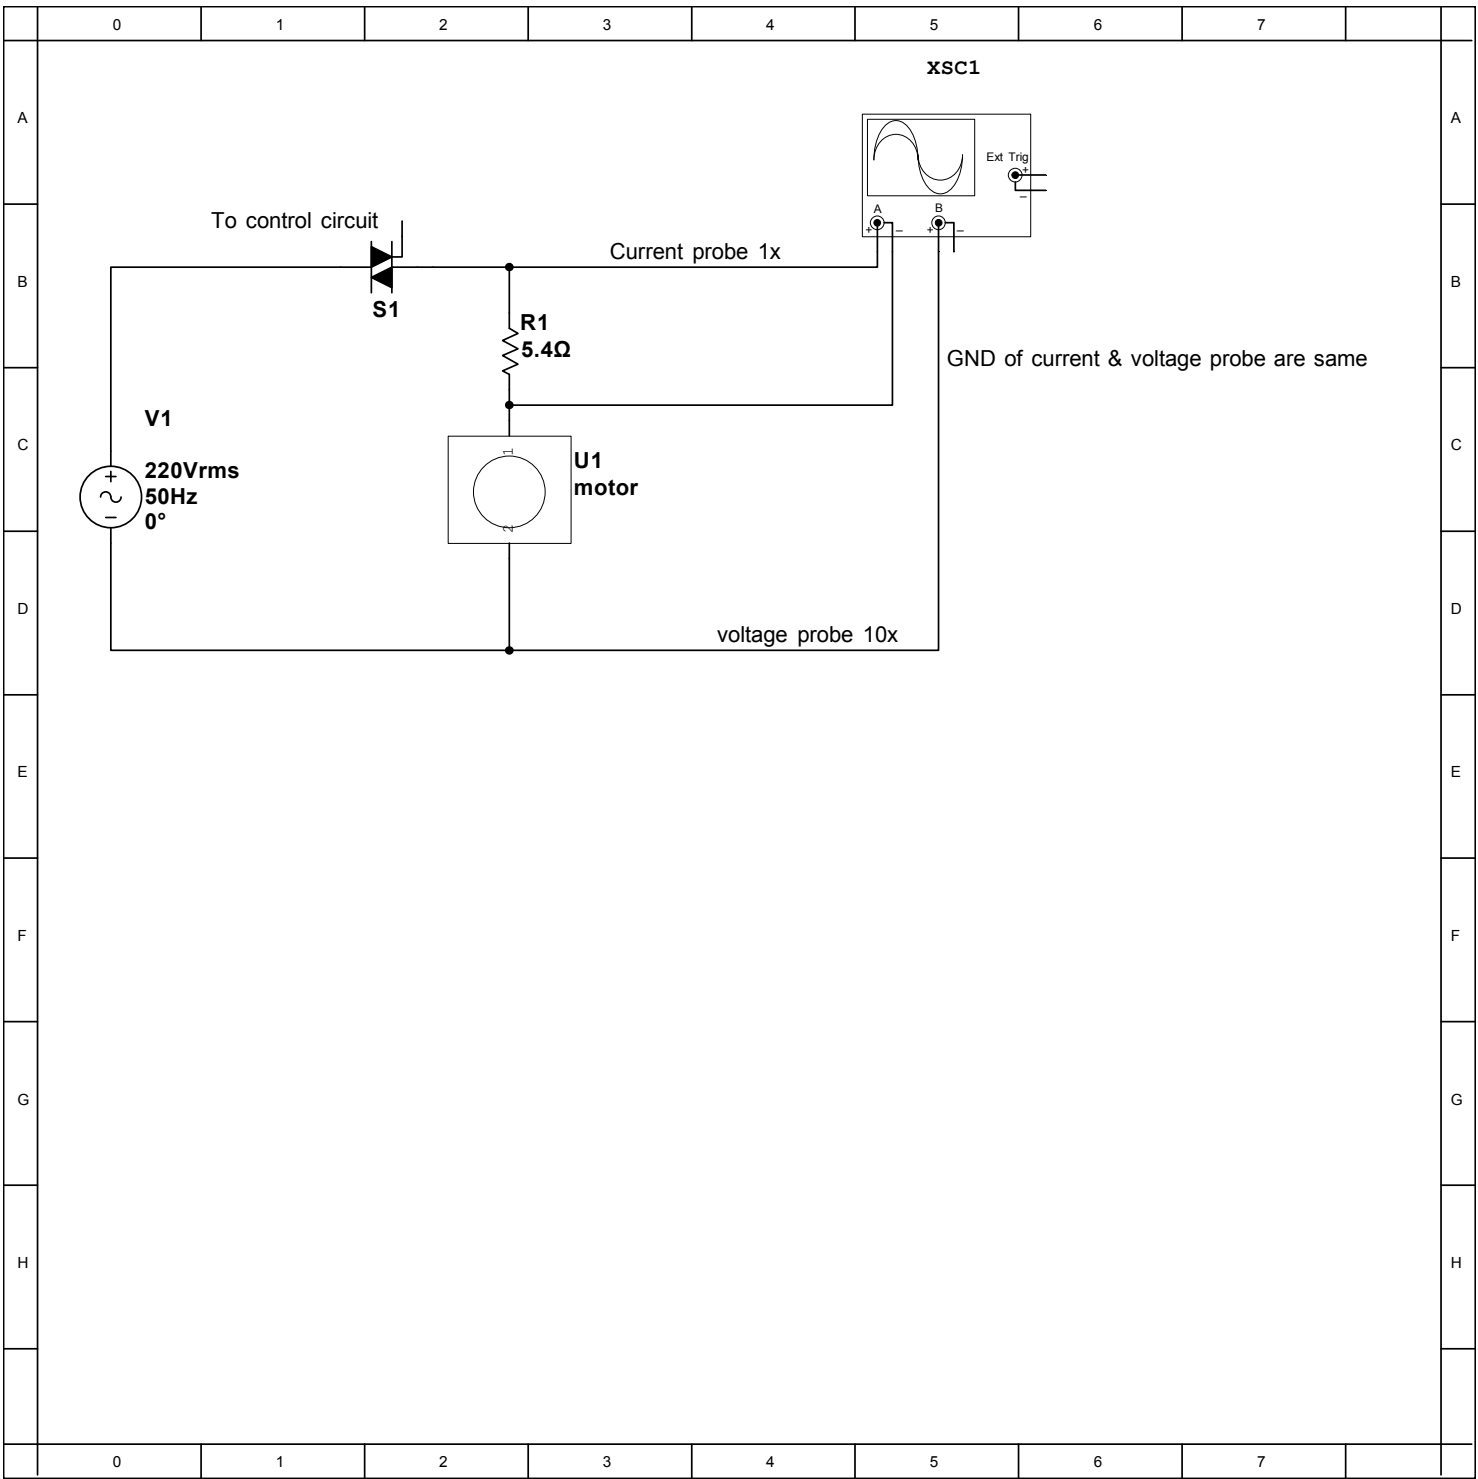 0 1 2 3 4 5 6 7
XSC1
A A
Ext Trig
+
–
A B
+ – + –
To control circuit
Current probe 1x
B B
S1
R1
5.4Ω
GND of current & voltage probe are same
V1
C C
220Vrms
50Hz
0°
+
–
1
2
U1
motor
D D
voltage probe 10x
E E
F F
G G
H H
0 1 2 3 4 5 6 7